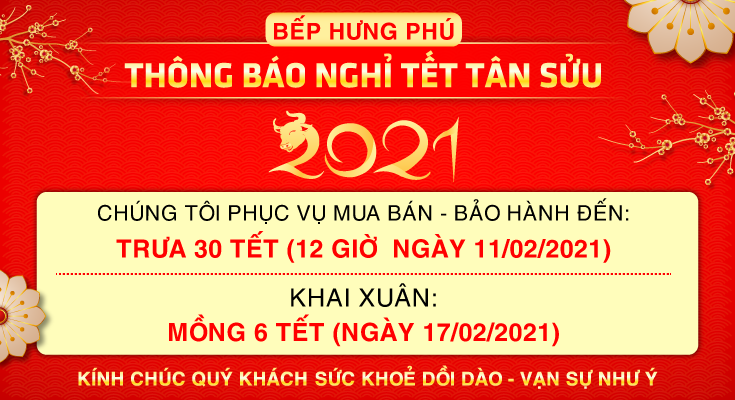 BẾP HƯNG PHÚ
THÔNG BÁO NGHỈ TẾT TÂN SỬU
2021
CHÚNG TÔI PHỤC VỤ MUA BÁN - BẢO HÀNH ĐẾN:
TRƯA 30 TẾT (12 GIỜ NGÀY 11/02/2021)
KHAI XUÂN:
MỒNG 6 TẾT (NGÀY 17/02/2021)
KÍNH CHÚC QUÝ KHÁCH SỨC KHOẺ DỒI DÀO - VẠN SỰ NHƯ Ý